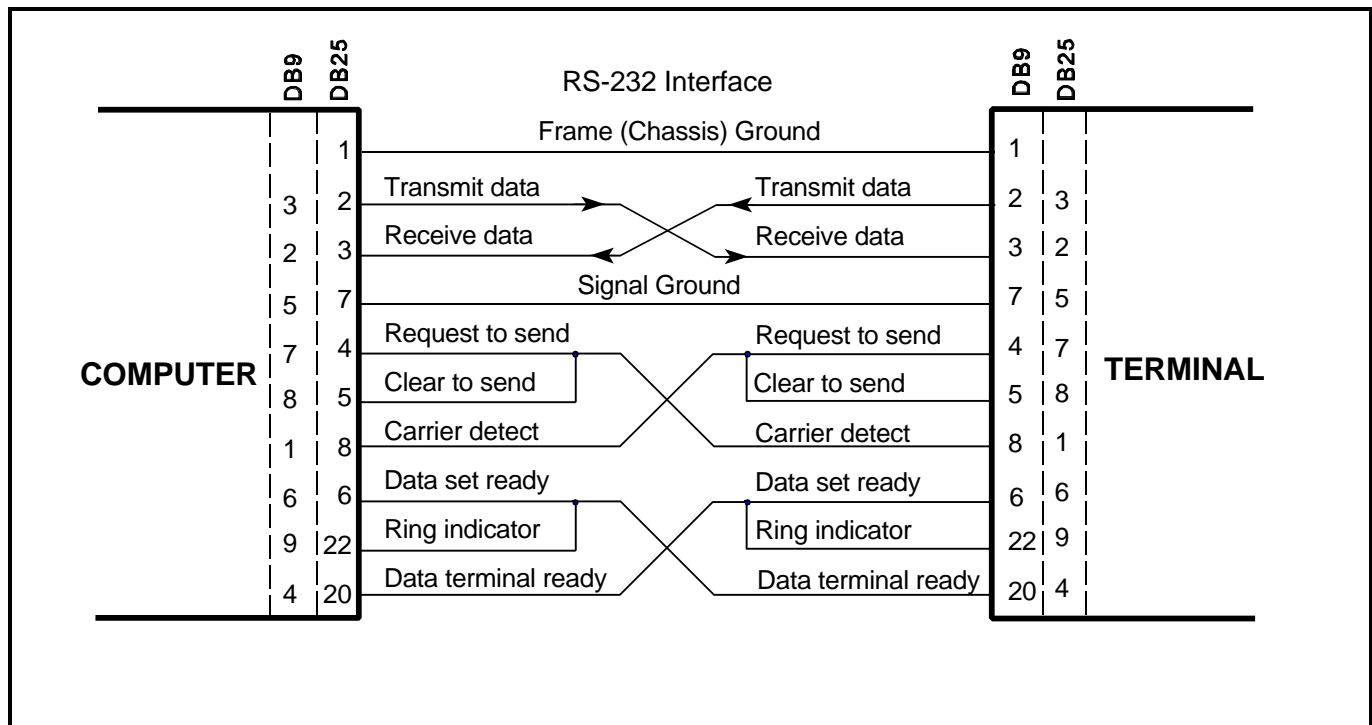 DB9 DB25 RS-232 Interface DB9 DB25
1 Frame (Chassis) Ground 1
3 2 Transmit data Transmit data 2 3
2 3 Receive data Receive data 3 2
5 7 Signal Ground 7 5
7 4 Request to send Request to send 4 7
COMPUTER TERMINAL
8 5 Clear to send Clear to send 5 8
1 8 Carrier detect Carrier detect 8 1
6 6 Data set ready Data set ready 6 6
9 22 Ring indicator Ring indicator 22 9
4 20 Data terminal ready Data terminal ready 20 4